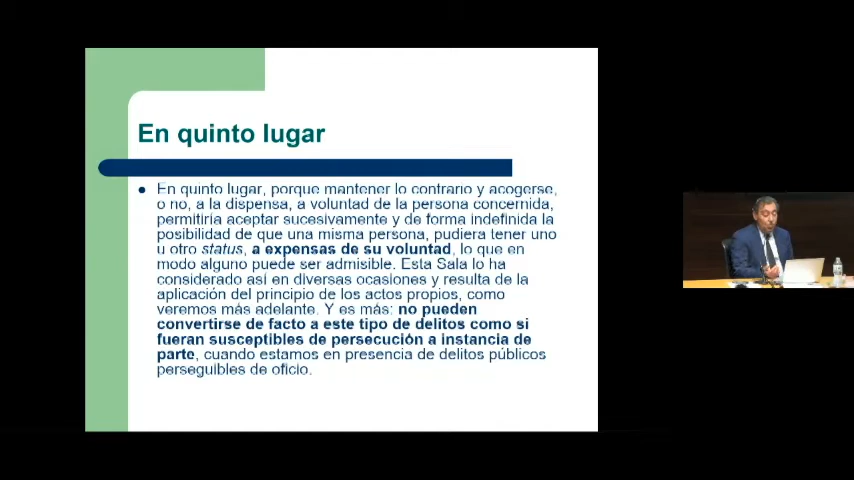 En quinto lugar
En quinto lugar, porque mantener lo contrario y acogerse,
o no, a la dispensa, a voluntad de la persona concernida,
permitiría aceptar sucesivamente y de forma indefinida la
posibilidad de que una misma persona, pudiera tener uno
u otro status, a expensas de su voluntad, lo que en
modo alguno puede ser admisible. Esta Sala lo ha
considerado así en diversas ocasiones y resulta de la
aplicación del principio de los actos propios, como
veremos más adelante. Y es más: no pueden
convertirse de facto a este tipo de delitos como si
fueran susceptibles de persecución a instancia de
parte, cuando estamos en presencia de delitos públicos
perseguibles de oficio.